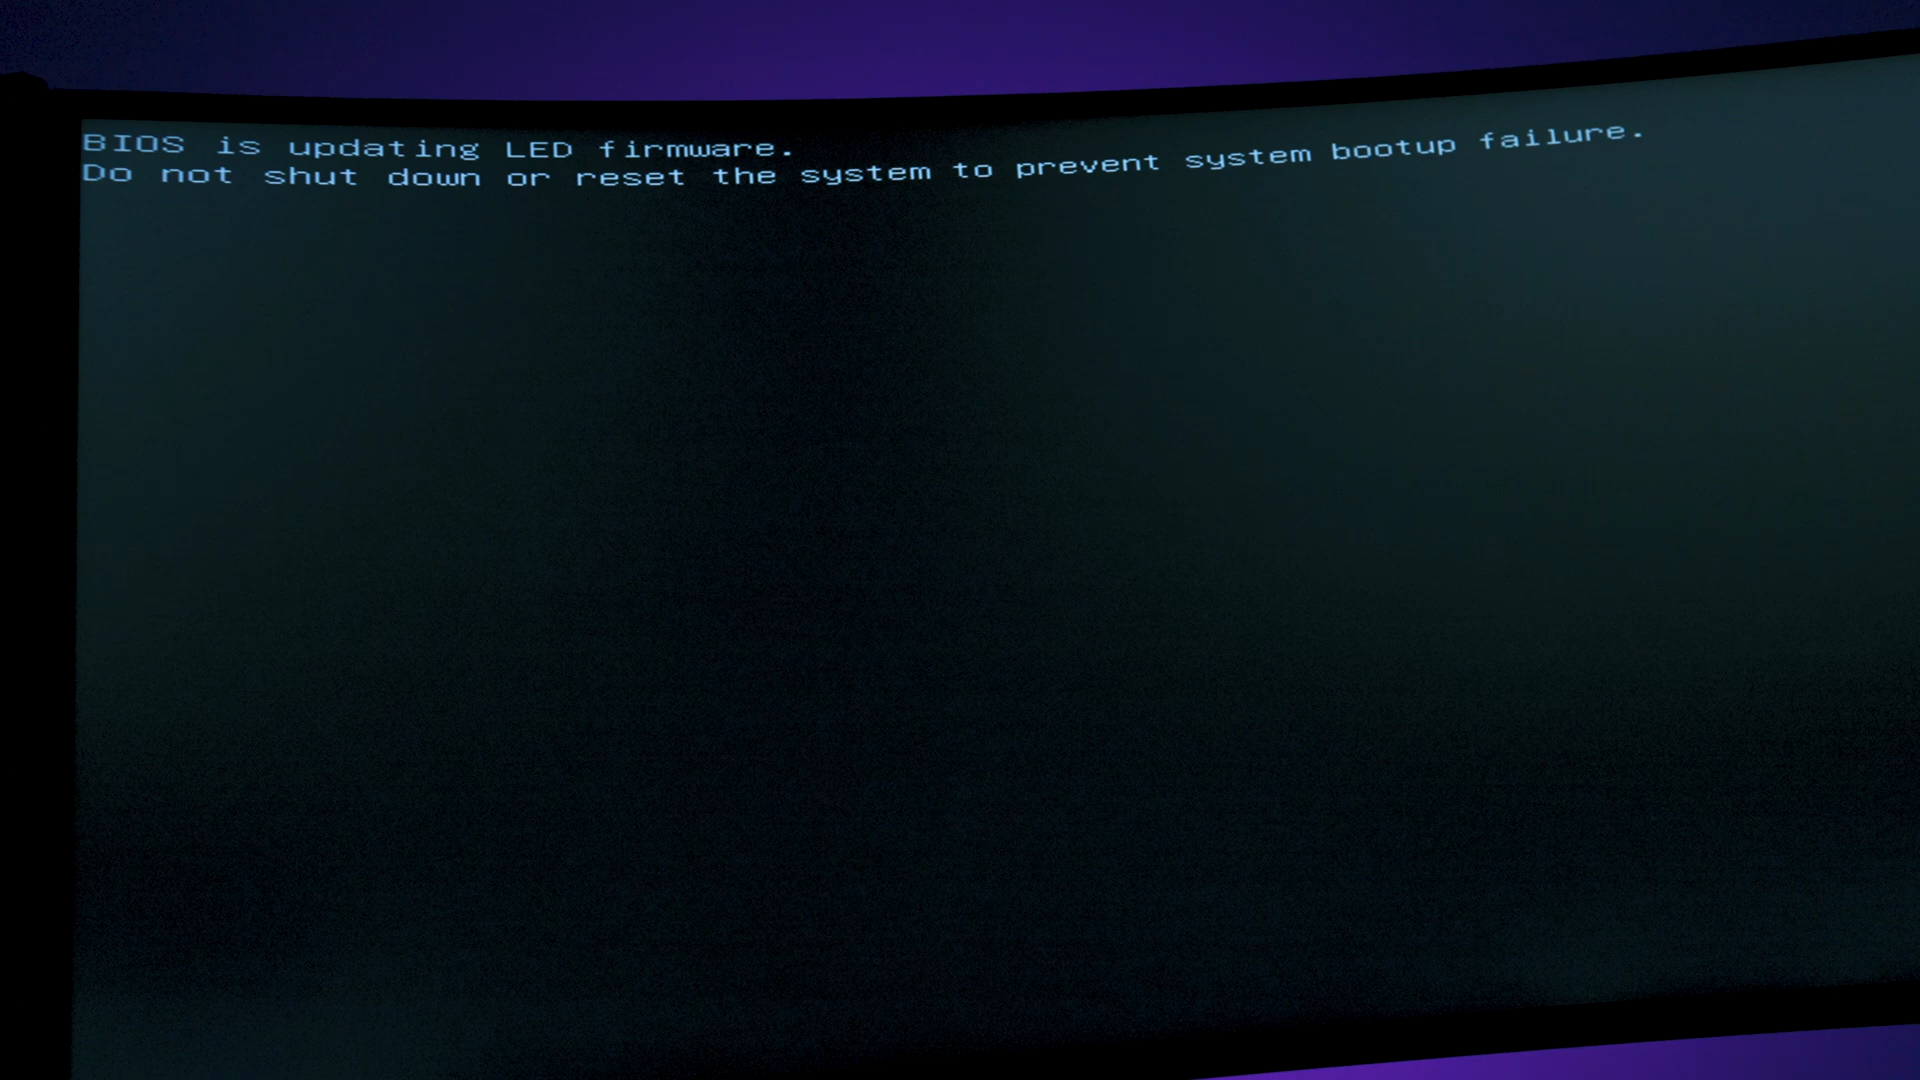 BIOS is updating LED firmware.
Do not shut down or reset the system to prevent system bootup failure.